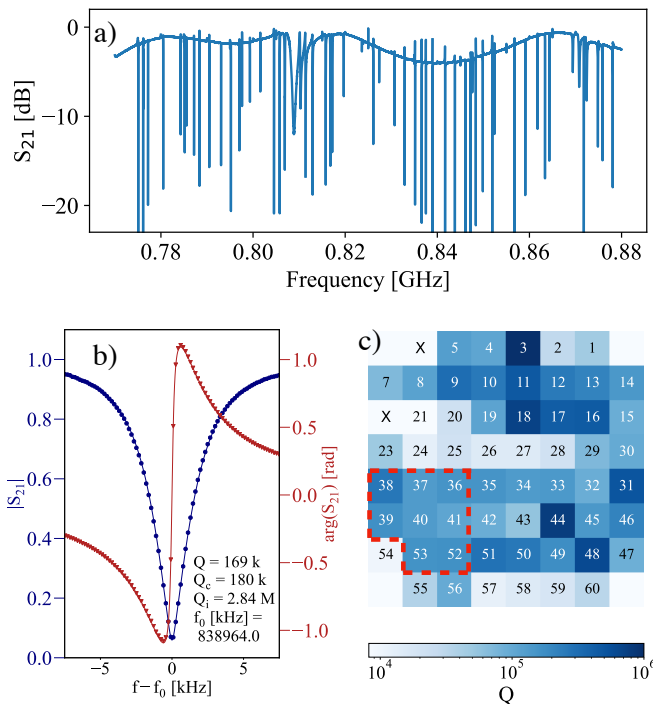 a)
0
−10
−20
S21 [dB]
0.78 0.80 0.82 0.84 0.86 0.88
Frequency [GHz]
b)
1.0
0.8
0.6
0.4
0.2
0.0
|S21|
1.0
0.5
0.0
−0.5
−1.0
arg(S21) [rad]
Q = 169 k
Qc = 180 k
Qi = 2.84 M
f0 [kHz] =
838964.0
−5 0 5
f−f0 [kHz]
c)
X 5 4 3 2 1
7 8 9 10 11 12 13 14
X 21 20 19 18 17 16 15
23 24 25 26 27 28 29 30
38 37 36 35 34 33 32 31
39 40 41 42 43 44 45 46
54 53 52 51 50 49 48 47
55 56 57 58 59 60
10^4 10^5 10^6
Q